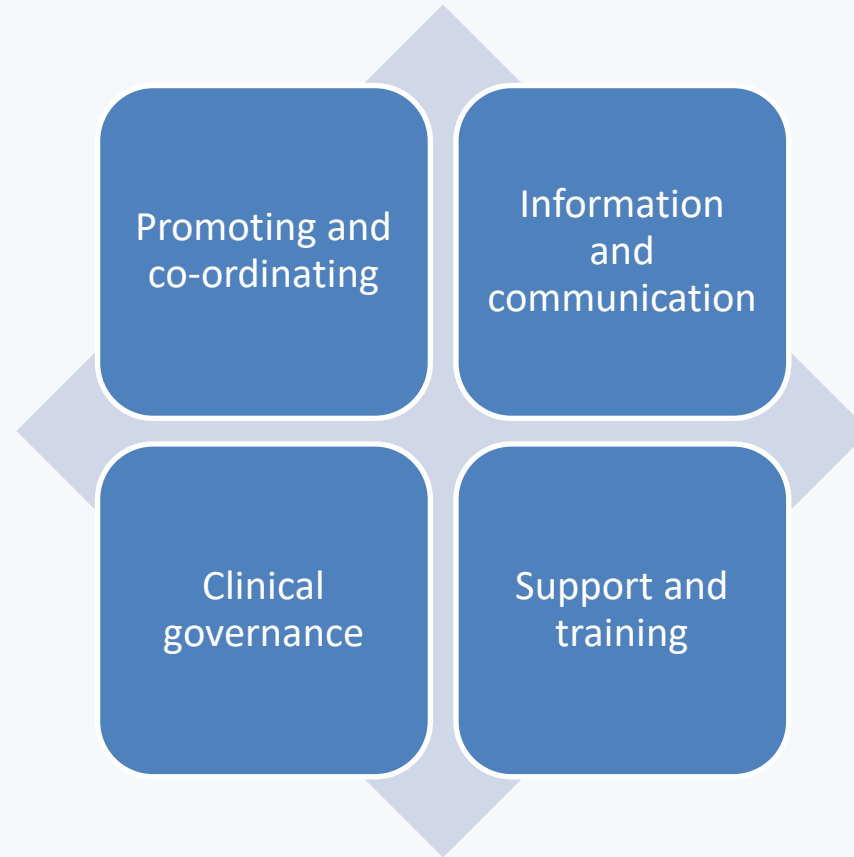 Promoting and
co-ordinating
Information
and
communication
Clinical
governance
Support and
training